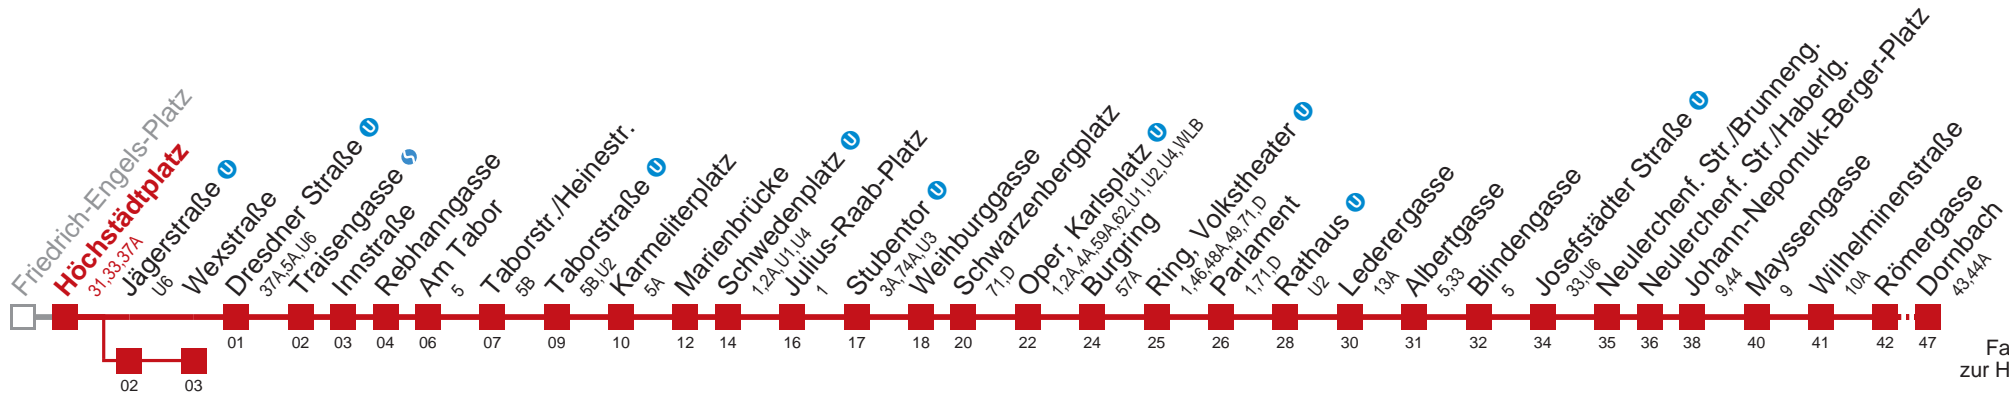 Friedrich-Engels-Platz
Höchstädtplatz
31,33,37A
Jägerstraße U
U6
Wexstraße
Dresdner Straße U
37A,5A,U6
Traisengasse
Innstraße
Rebhanngasse
Am Tabor
5
Taborstr./Heinestr.
5B
Taborstraße U
5B,U2
Karmeliterplatz
5A
Marienbrücke
Schwedenplatz U
1,2A,U1,U4
Julius-Raab-Platz
1
Stubentor U
3A,74A,U3
Weihburggasse
Schwarzenbergplatz
71,D
Oper, Karlsplatz U
1,2A,4A,59A,62,U1,U2,U4,WLB
Burgring
57A
Ring, Volkstheater U
1,46,48A,49,71,D
Parlament
1,71,D
Rathaus U
U2
Lederergasse
13A
Albertgasse
5,33
Blindengasse
5
Josefstädter Straße U
33,U6
Neulerchenf. Str./Brunneng.
Neulerchenf. Str./Haberlg.
Johann-Nepomuk-Berger-Platz
9,44
Mayssengasse
9
Wilhelminenstraße
10A
Römergasse
Dornbach
43,44A
01 02 03 04 06 07 09 10 12 14 16 17 18 20 22 24 25 26 28 30 31 32 34 35 36 38 40 41 42 47
02 03
Fa
zur H